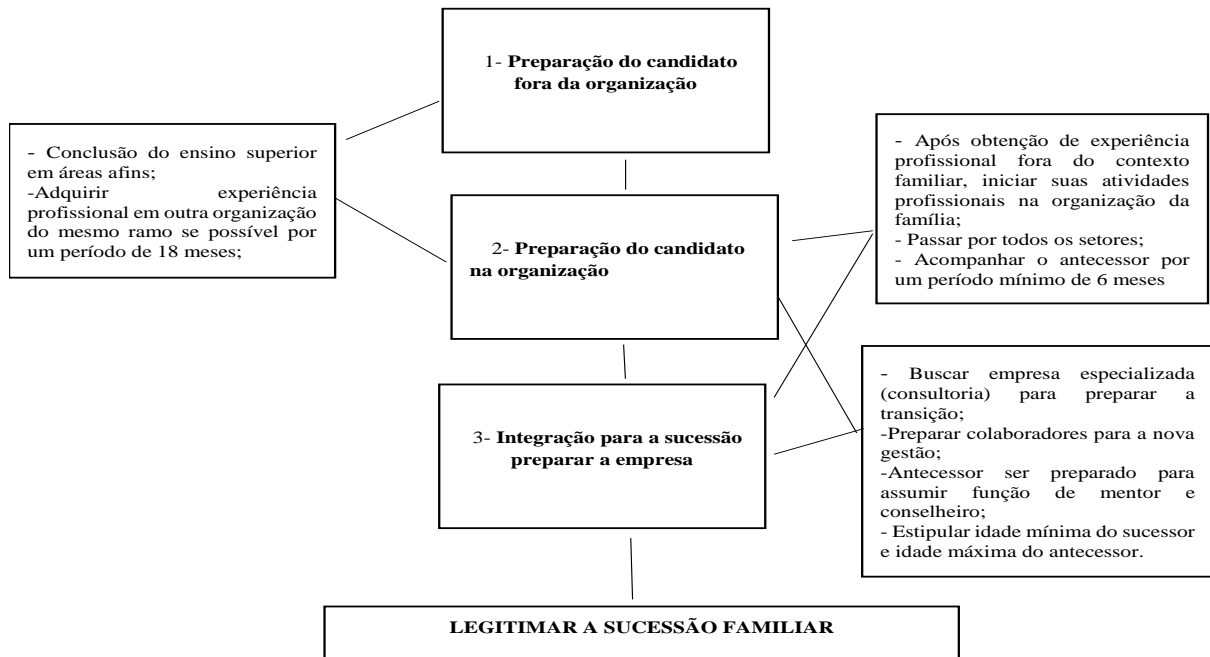 1- Preparação do candidato
fora da organização
- Conclusão do ensino superior
em áreas afins;
-Adquirir experiência
profissional em outra organização
do mesmo ramo se possível por
um período de 18 meses;
- Após obtenção de experiência
profissional fora do contexto
familiar, iniciar suas atividades
profissionais na organização da
família;
- Passar por todos os setores;
- Acompanhar o antecessor por
um período mínimo de 6 meses
2- Preparação do candidato
na organização
- Buscar empresa especializada
(consultoria) para preparar a
transição;
-Preparar colaboradores para a nova
gestão;
-Antecessor ser preparado para
assumir função de mentor e
conselheiro;
- Estipular idade mínima do sucessor
e idade máxima do antecessor.
3- Integração para a sucessão
preparar a empresa
LEGITIMAR A SUCESSÃO FAMILIAR